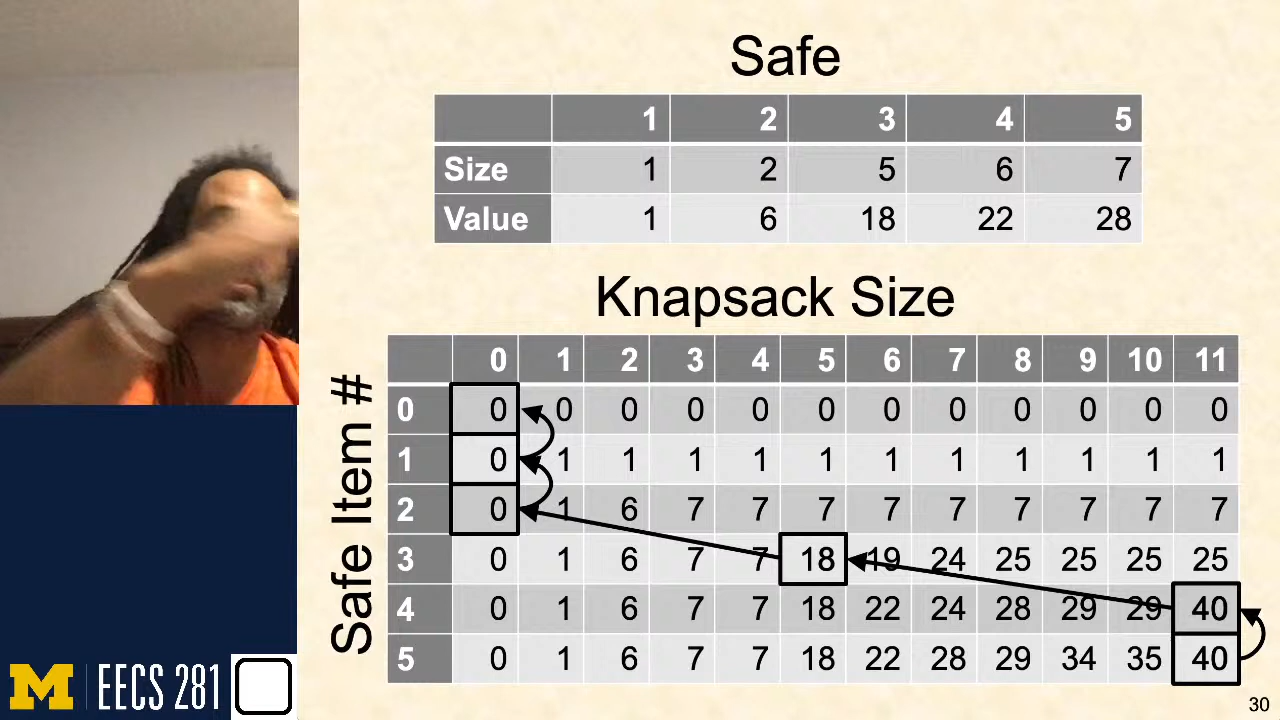 Safe
1 2 3 4 5
Size 1 2 5 6 7
Value 1 6 18 22 28
Knapsack Size
0 1 2 3 4 5 6 7 8 9 10 11
Safe Item #
0 0 0 0 0 0 0 0 0 0 0 0 0
1 0 1 1 1 1 1 1 1 1 1 1 1
2 0 1 6 7 7 7 7 7 7 7 7 7
3 0 1 6 7 7 18 19 24 25 25 25 25
4 0 1 6 7 7 18 22 24 28 29 29 40
5 0 1 6 7 7 18 22 28 29 34 35 40
M EECS 281
30